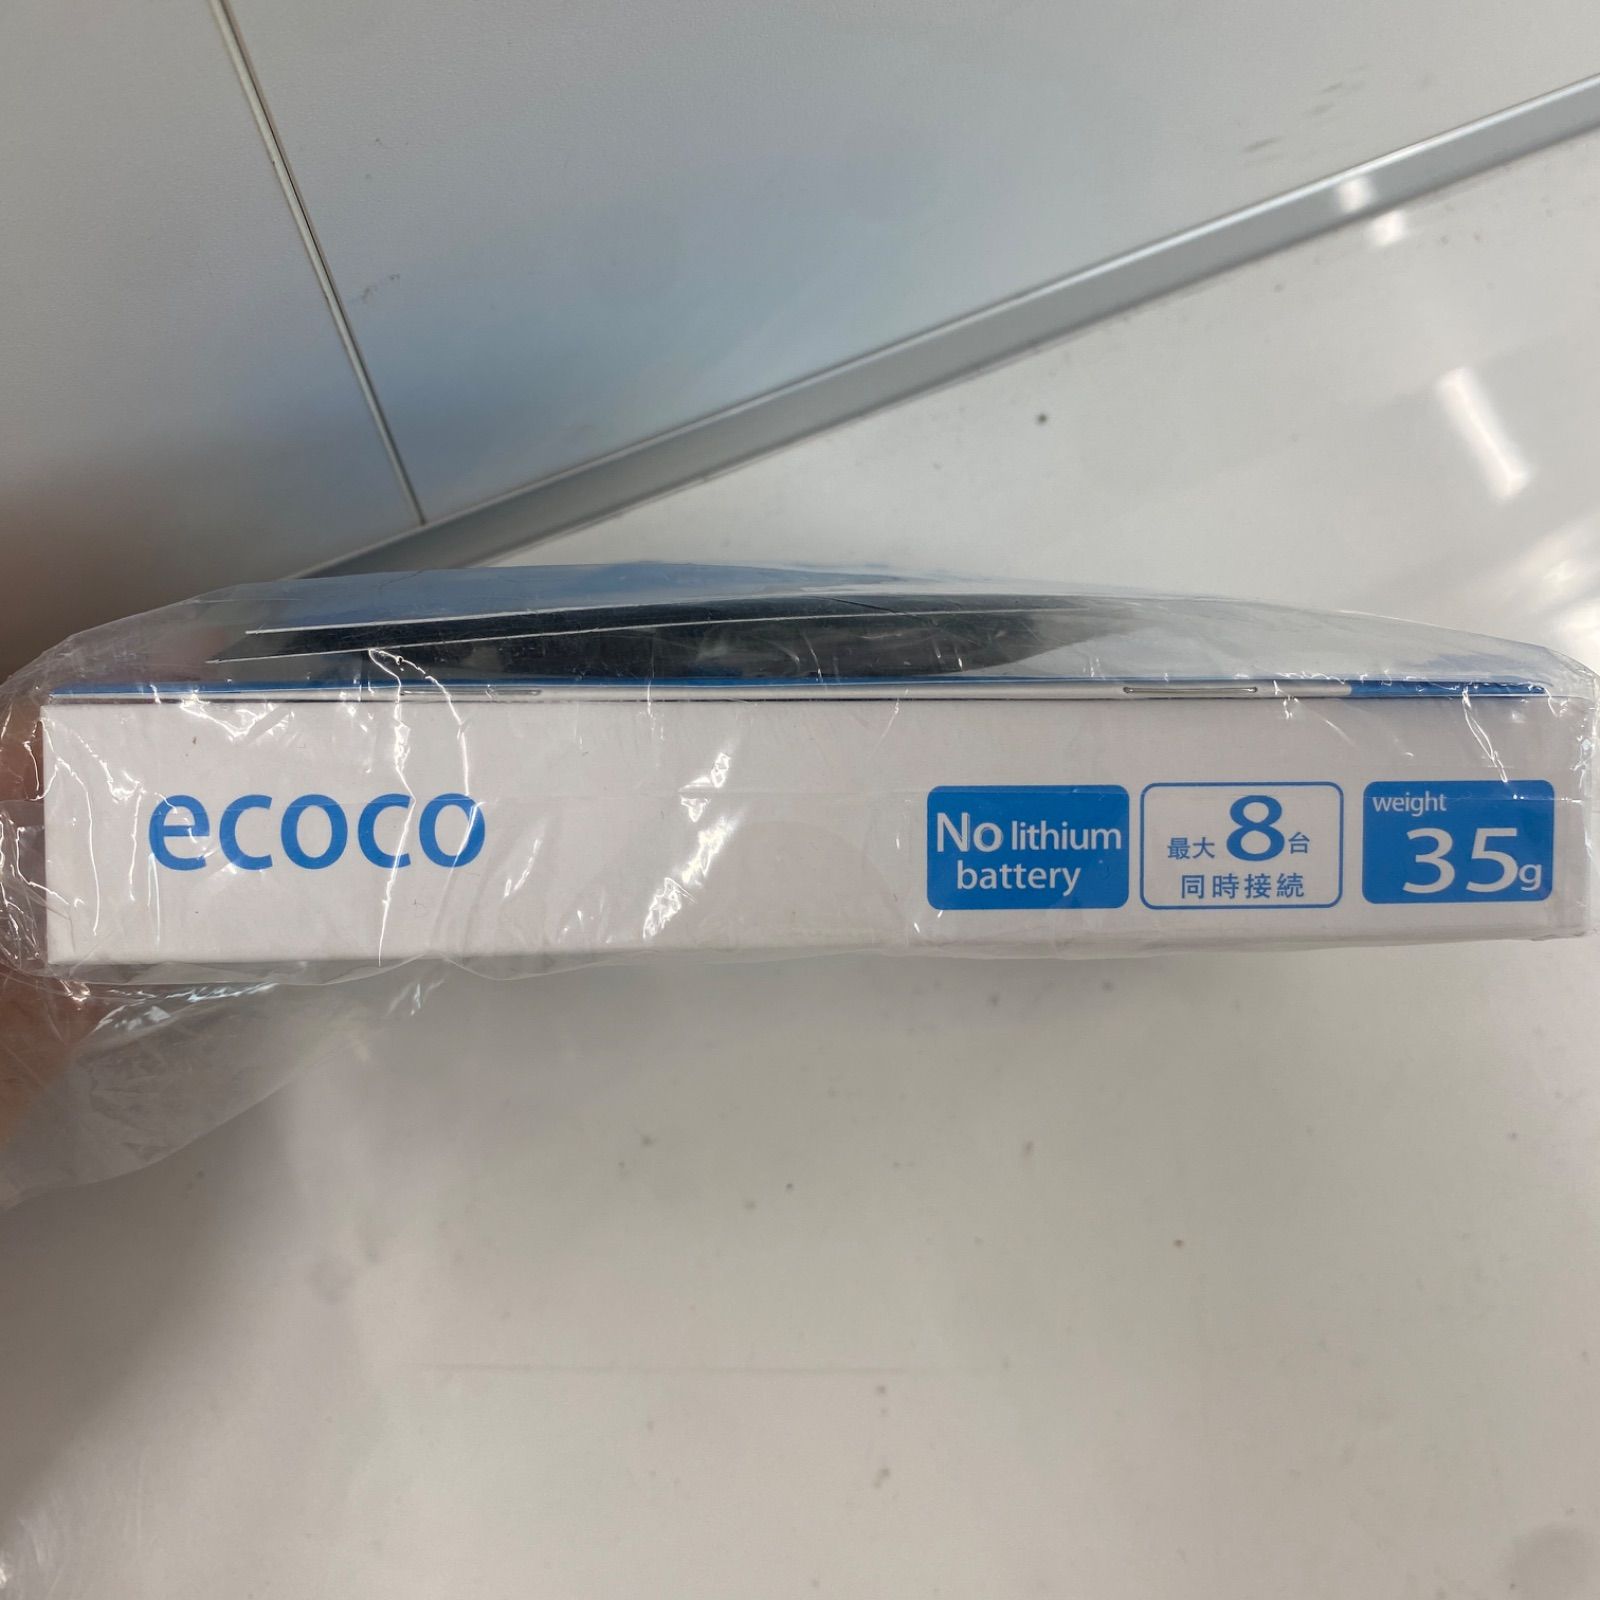 ecoco
No lithium
battery
最大8台
同時接続
weight
35g